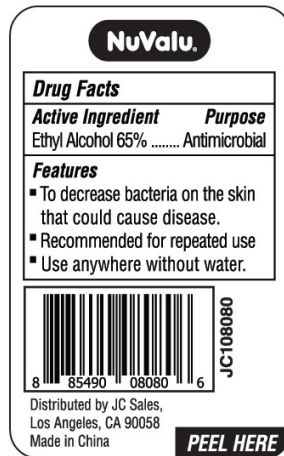 NuValu.
Drug Facts
Active Ingredient Purpose
Ethyl Alcohol 65% ........ Antimicrobial
Features
▪ To decrease bacteria on the skin
that could cause disease.
▪ Recommended for repeated use
▪ Use anywhere without water.
8 85490 08080 6
JC108080
Distributed by JC Sales,
Los Angeles, CA 90058
Made in China
PEEL HERE